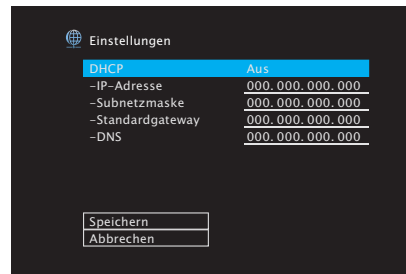 Einstellungen
DHCP Aus
-IP-Adresse 000.000.000.000
-Subnetzmaske 000.000.000.000
-Standardgateway 000.000.000.000
-DNS 000.000.000.000
Speichern
Abbrechen